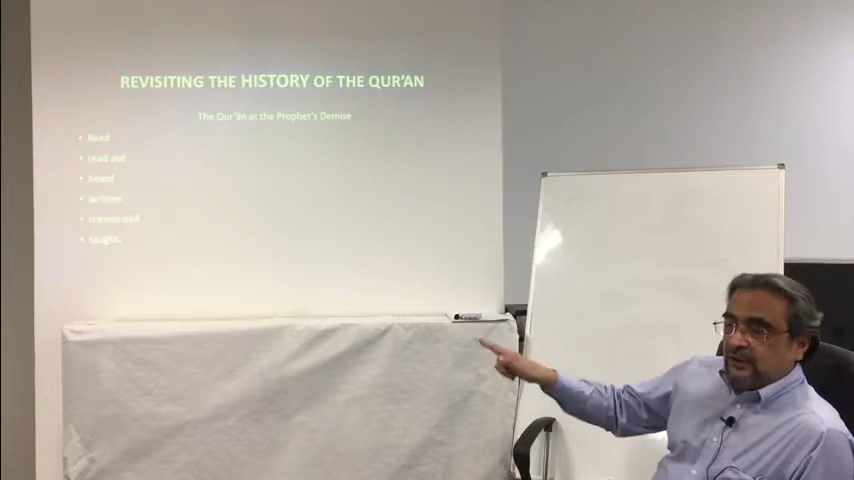 REVISITING THE HISTORY OF THE QUR'AN
The Qur'ān at the Prophet's Demise
• Read
• read out
• heard
• written
• memorized
• taught.